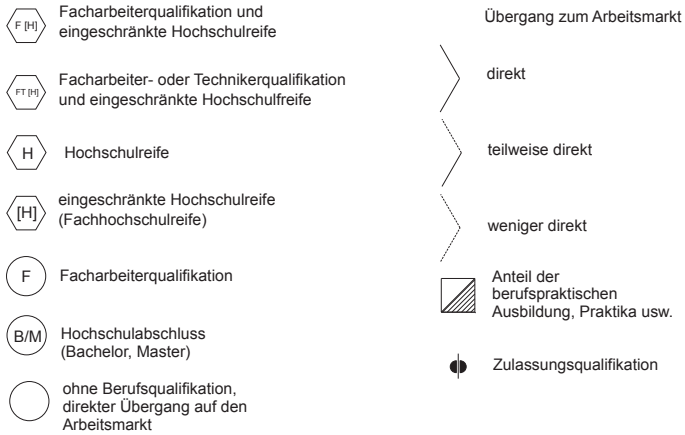 F [H]
Facharbeiterqualifikation und
eingeschränkte Hochschulreife
FT [H]
Facharbeiter- oder Technikerqualifikation
und eingeschränkte Hochschulfreife
H
Hochschulreife
[H]
eingeschränkte Hochschulreife
(Fachhochschulreife)
F
Facharbeiterqualifikation
B/M
Hochschulabschluss
(Bachelor, Master)
ohne Berufsqualifikation,
direkter Übergang auf den
Arbeitsmarkt
Übergang zum Arbeitsmarkt
direkt
teilweise direkt
weniger direkt
Anteil der
berufspraktischen
Ausbildung, Praktika usw.
Zulassungsqualifikation